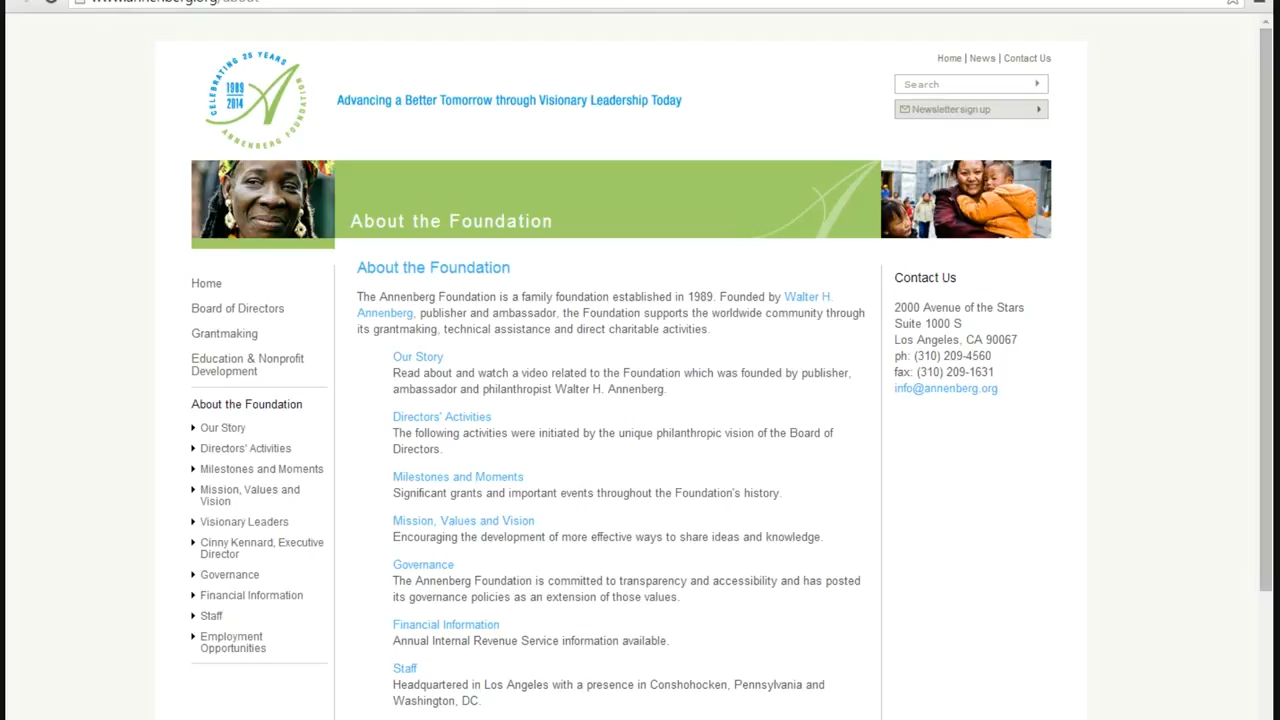 Home | News | Contact Us
CELEBRATING 25 YEARS
1989
2014
ANNENBERG FOUNDATION
Advancing a Better Tomorrow through Visionary Leadership Today
Search
Newsletter sign up
About the Foundation
Home
Board of Directors
Grantmaking
Education & Nonprofit
Development
About the Foundation
Our Story
Directors' Activities
Milestones and Moments
Mission, Values and
Vision
Visionary Leaders
Cinny Kennard, Executive
Director
Governance
Financial Information
Staff
Employment
Opportunities
About the Foundation
The Annenberg Foundation is a family foundation established in 1989. Founded by Walter H.
Annenberg, publisher and ambassador, the Foundation supports the worldwide community through
its grantmaking, technical assistance and direct charitable activities.
Our Story
Read about and watch a video related to the Foundation which was founded by publisher,
ambassador and philanthropist Walter H. Annenberg.
Directors' Activities
The following activities were initiated by the unique philanthropic vision of the Board of
Directors.
Milestones and Moments
Significant grants and important events throughout the Foundation's history.
Mission, Values and Vision
Encouraging the development of more effective ways to share ideas and knowledge.
Governance
The Annenberg Foundation is committed to transparency and accessibility and has posted
its governance policies as an extension of those values.
Financial Information
Annual Internal Revenue Service information available.
Staff
Headquartered in Los Angeles with a presence in Conshohocken, Pennsylvania and
Washington, DC.
Contact Us
2000 Avenue of the Stars
Suite 1000 S
Los Angeles, CA 90067
ph: (310) 209-4560
fax: (310) 209-1631
info@annenberg.org